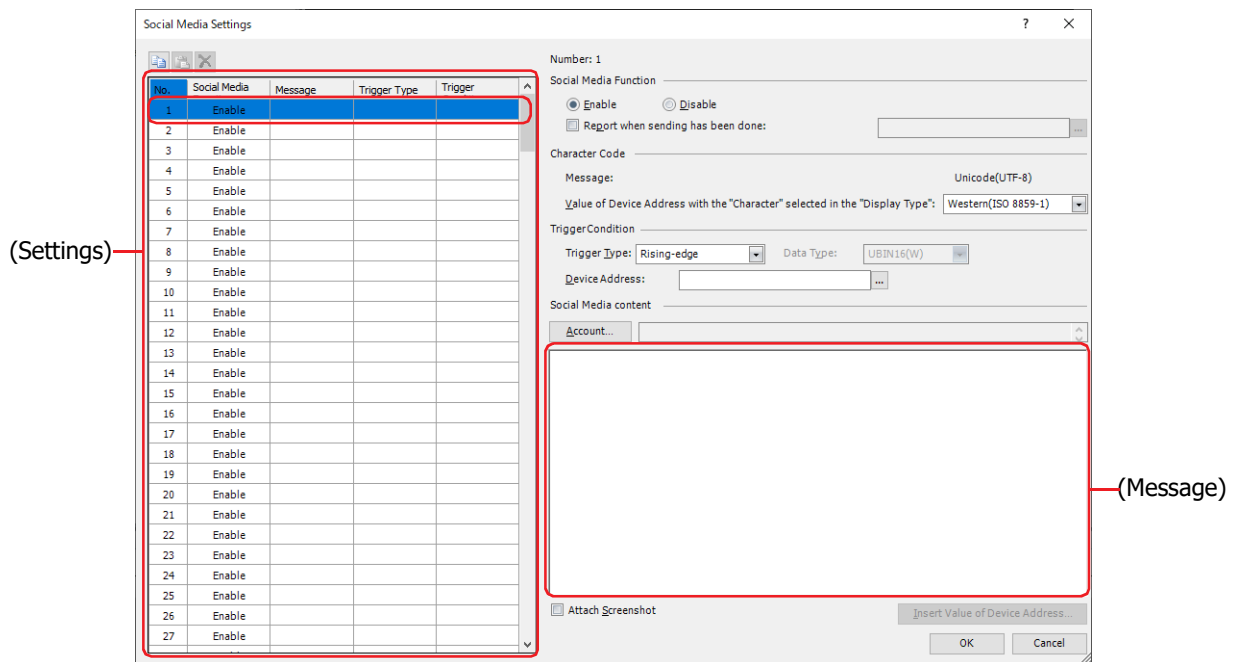 Social Media Settings ? ×
Number: 1
Social Media Function
Enable Disable
Report when sending has been done: ...
Character Code
Message: Unicode(UTF-8)
Value of Device Address with the "Character" selected in the "Display Type": Western(ISO 8859-1)
TriggerCondition
Trigger Type: Rising-edge Data Type: UBIN16(W)
Device Address: ...
Social Media content
Account...
Attach Screenshot
Insert Value of Device Address...
OK Cancel
(Settings)
(Message)
No. Social Media Message Trigger Type Trigger
1 Enable
2 Enable
3 Enable
4 Enable
5 Enable
6 Enable
7 Enable
8 Enable
9 Enable
10 Enable
11 Enable
12 Enable
13 Enable
14 Enable
15 Enable
16 Enable
17 Enable
18 Enable
19 Enable
20 Enable
21 Enable
22 Enable
23 Enable
24 Enable
25 Enable
26 Enable
27 Enable